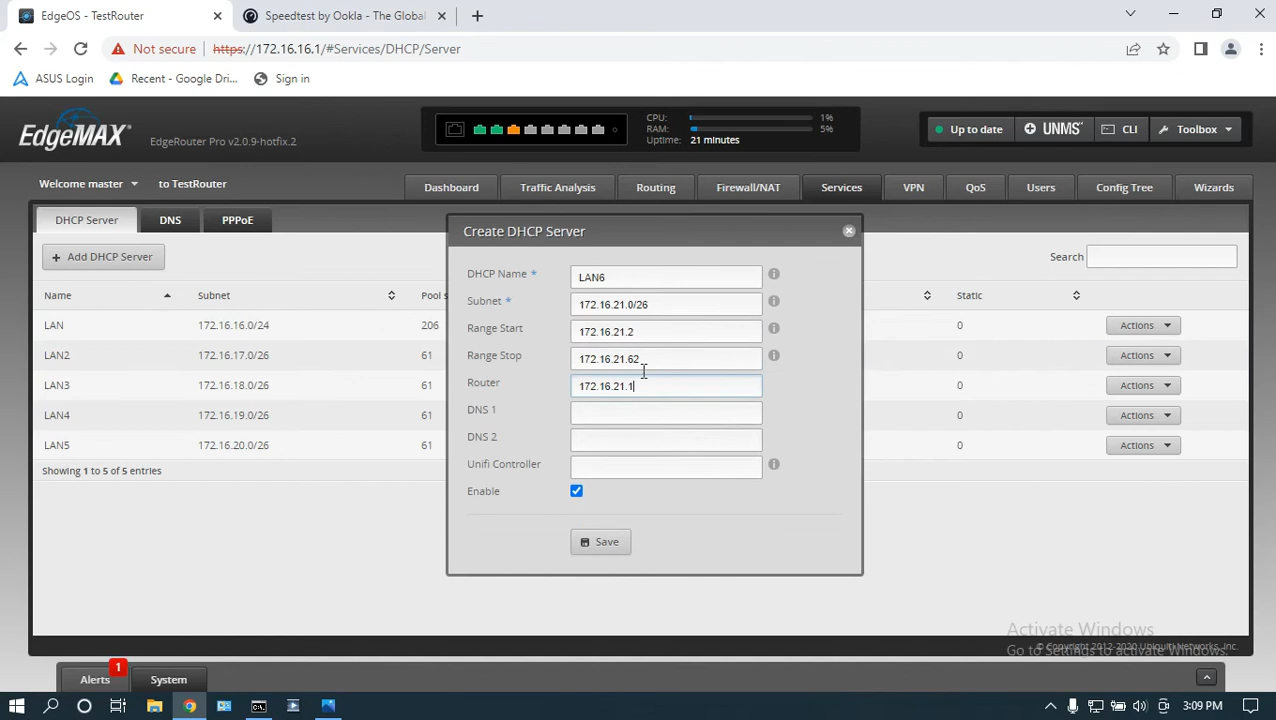 EdgeOS - TestRouter
Speedtest by Ookla - The Global
Not secure
https://172.16.16.1/#Services/DHCP/Server
ASUS Login
Recent - Google Driv...
Sign in
EdgeMAX
EdgeRouter Pro v2.0.9-hotfix.2
CPU: 1%
RAM: 5%
Uptime: 21 minutes
Up to date
UNMS
CLI
Toolbox
Welcome master
to TestRouter
Dashboard
Traffic Analysis
Routing
Firewall/NAT
Services
VPN
QoS
Users
Config Tree
Wizards
DHCP Server
DNS
PPPoE
+ Add DHCP Server
Search
Name
Subnet
Pool s
Static
LAN 172.16.16.0/24 206 0 Actions
LAN2 172.16.17.0/26 61 0 Actions
LAN3 172.16.18.0/26 61 0 Actions
LAN4 172.16.19.0/26 61 0 Actions
LAN5 172.16.20.0/26 61 0 Actions
Showing 1 to 5 of 5 entries
Create DHCP Server
DHCP Name * LAN6
Subnet * 172.16.21.0/26
Range Start 172.16.21.2
Range Stop 172.16.21.62
Router 172.16.21.1
DNS 1
DNS 2
Unifi Controller
Enable
Save
Activate Windows
Go to Settings to activate Windows.
© Copyright 2012-2020 Ubiquiti Networks, Inc.
Alerts
1
System
3:09 PM